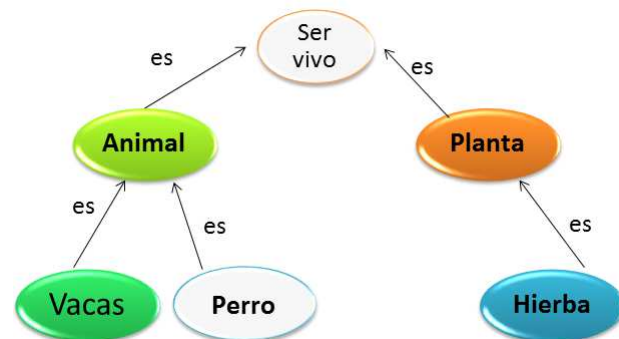 Ser
vivo
es
es
Animal
Planta
es
es
es
Vacas
Perro
Hierba